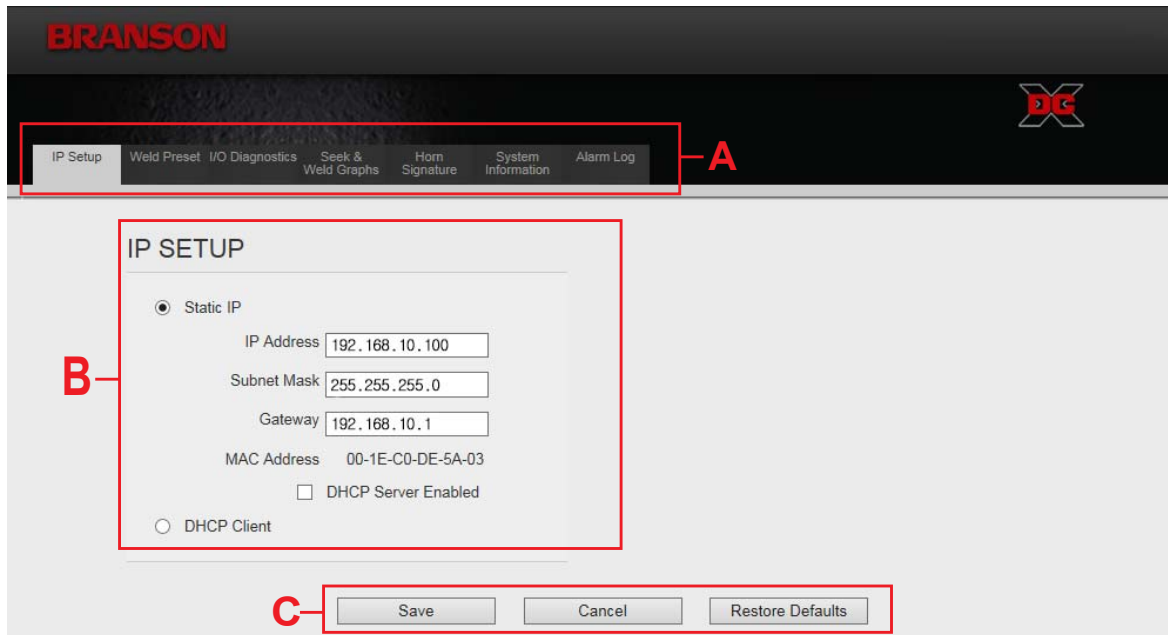 BRANSON
DC
IP Setup Weld Preset I/O Diagnostics Seek & Weld Graphs Horn Signature System Information Alarm Log
A
IP SETUP
Static IP
IP Address 192.168.10.100
B
Subnet Mask 255.255.255.0
Gateway 192.168.10.1
MAC Address 00-1E-C0-DE-5A-03
DHCP Server Enabled
DHCP Client
C
Save Cancel Restore Defaults